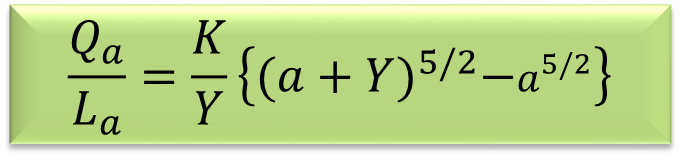 Q_a/L_a = K/Y {(a + Y)^{5/2} − a^{5/2}}